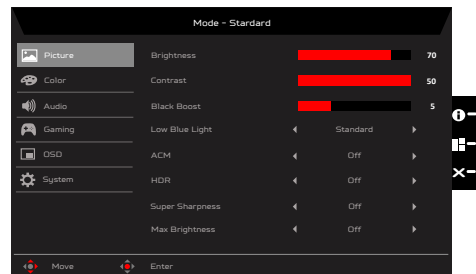 Mode - Stardard
Picture
Brightness 70
Color
Contrast 50
Audio
Black Boost 5
Gaming
Low Blue Light Standard
OSD
ACM Off
System
HDR Off
Super Sharpness Off
Max Brightness Off
Move Enter